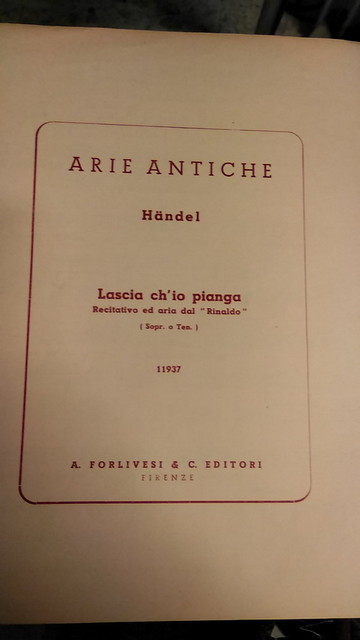 ARIE ANTICHE
Händel
Lascia ch'io pianga
Recitativo ed aria dal "Rinaldo"
( Sopr. o Ten. )
11937
A. FORLIVESI & C. EDITORI
FIRENZE